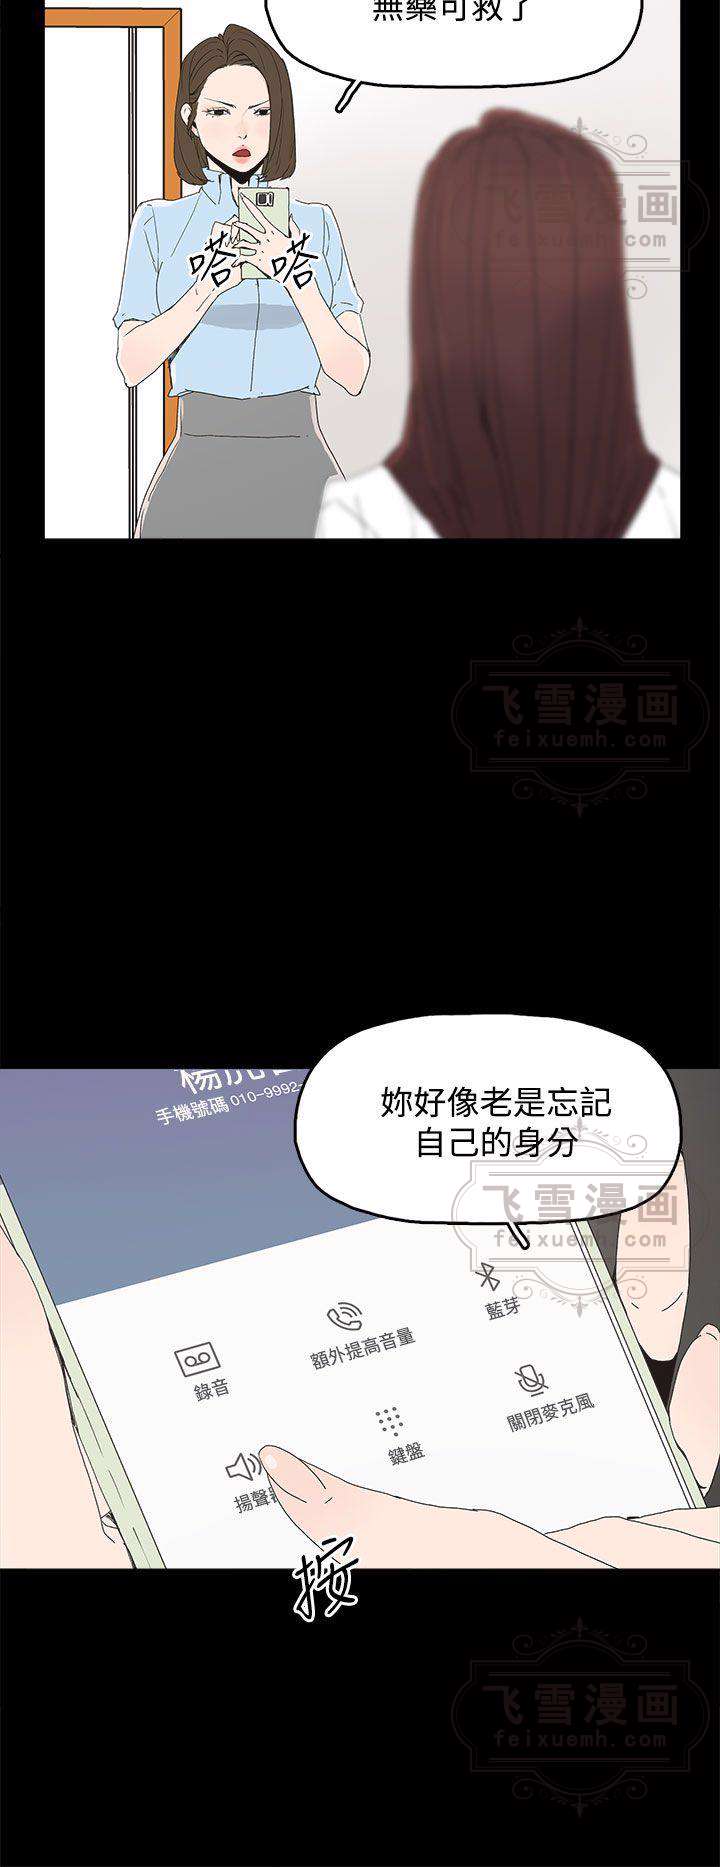 無藥可救了
飞雪漫画
feixuemh.com
嗒 嗒
飞雪漫画
feixuemh.com
手機號碼 010-9992-
妳好像老是忘記
自己的身分
飞雪漫画
feixuemh.com
藍芽
額外提高音量
錄音
關閉麥克風
鍵盤
揚聲
按
飞雪漫画
feixuemh.com